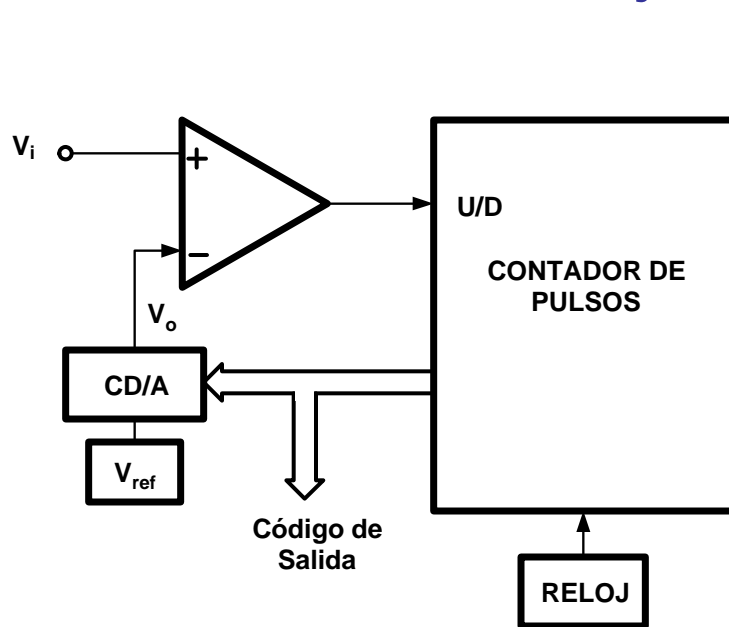 Vi
+
−
U/D
CONTADOR DE
PULSOS
Vo
CD/A
Vref
Código de
Salida
RELOJ